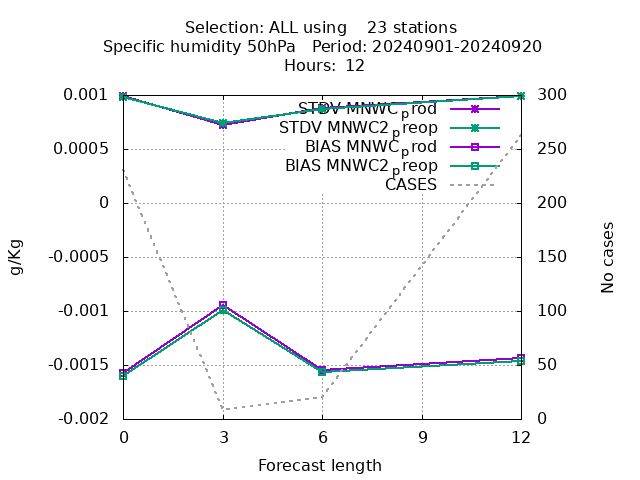 Selection: ALL using    23 stations
Specific humidity 50hPa   Period: 20240901-20240920
Hours: 12
0.001
0.0005
0
-0.0005
-0.001
-0.0015
-0.002
300
250
200
150
100
50
0
STDV MNWC_prod
STDV MNWC2_preop
BIAS MNWC_prod
BIAS MNWC2_preop
CASES
g/Kg
No cases
0 3 6 9 12
Forecast length